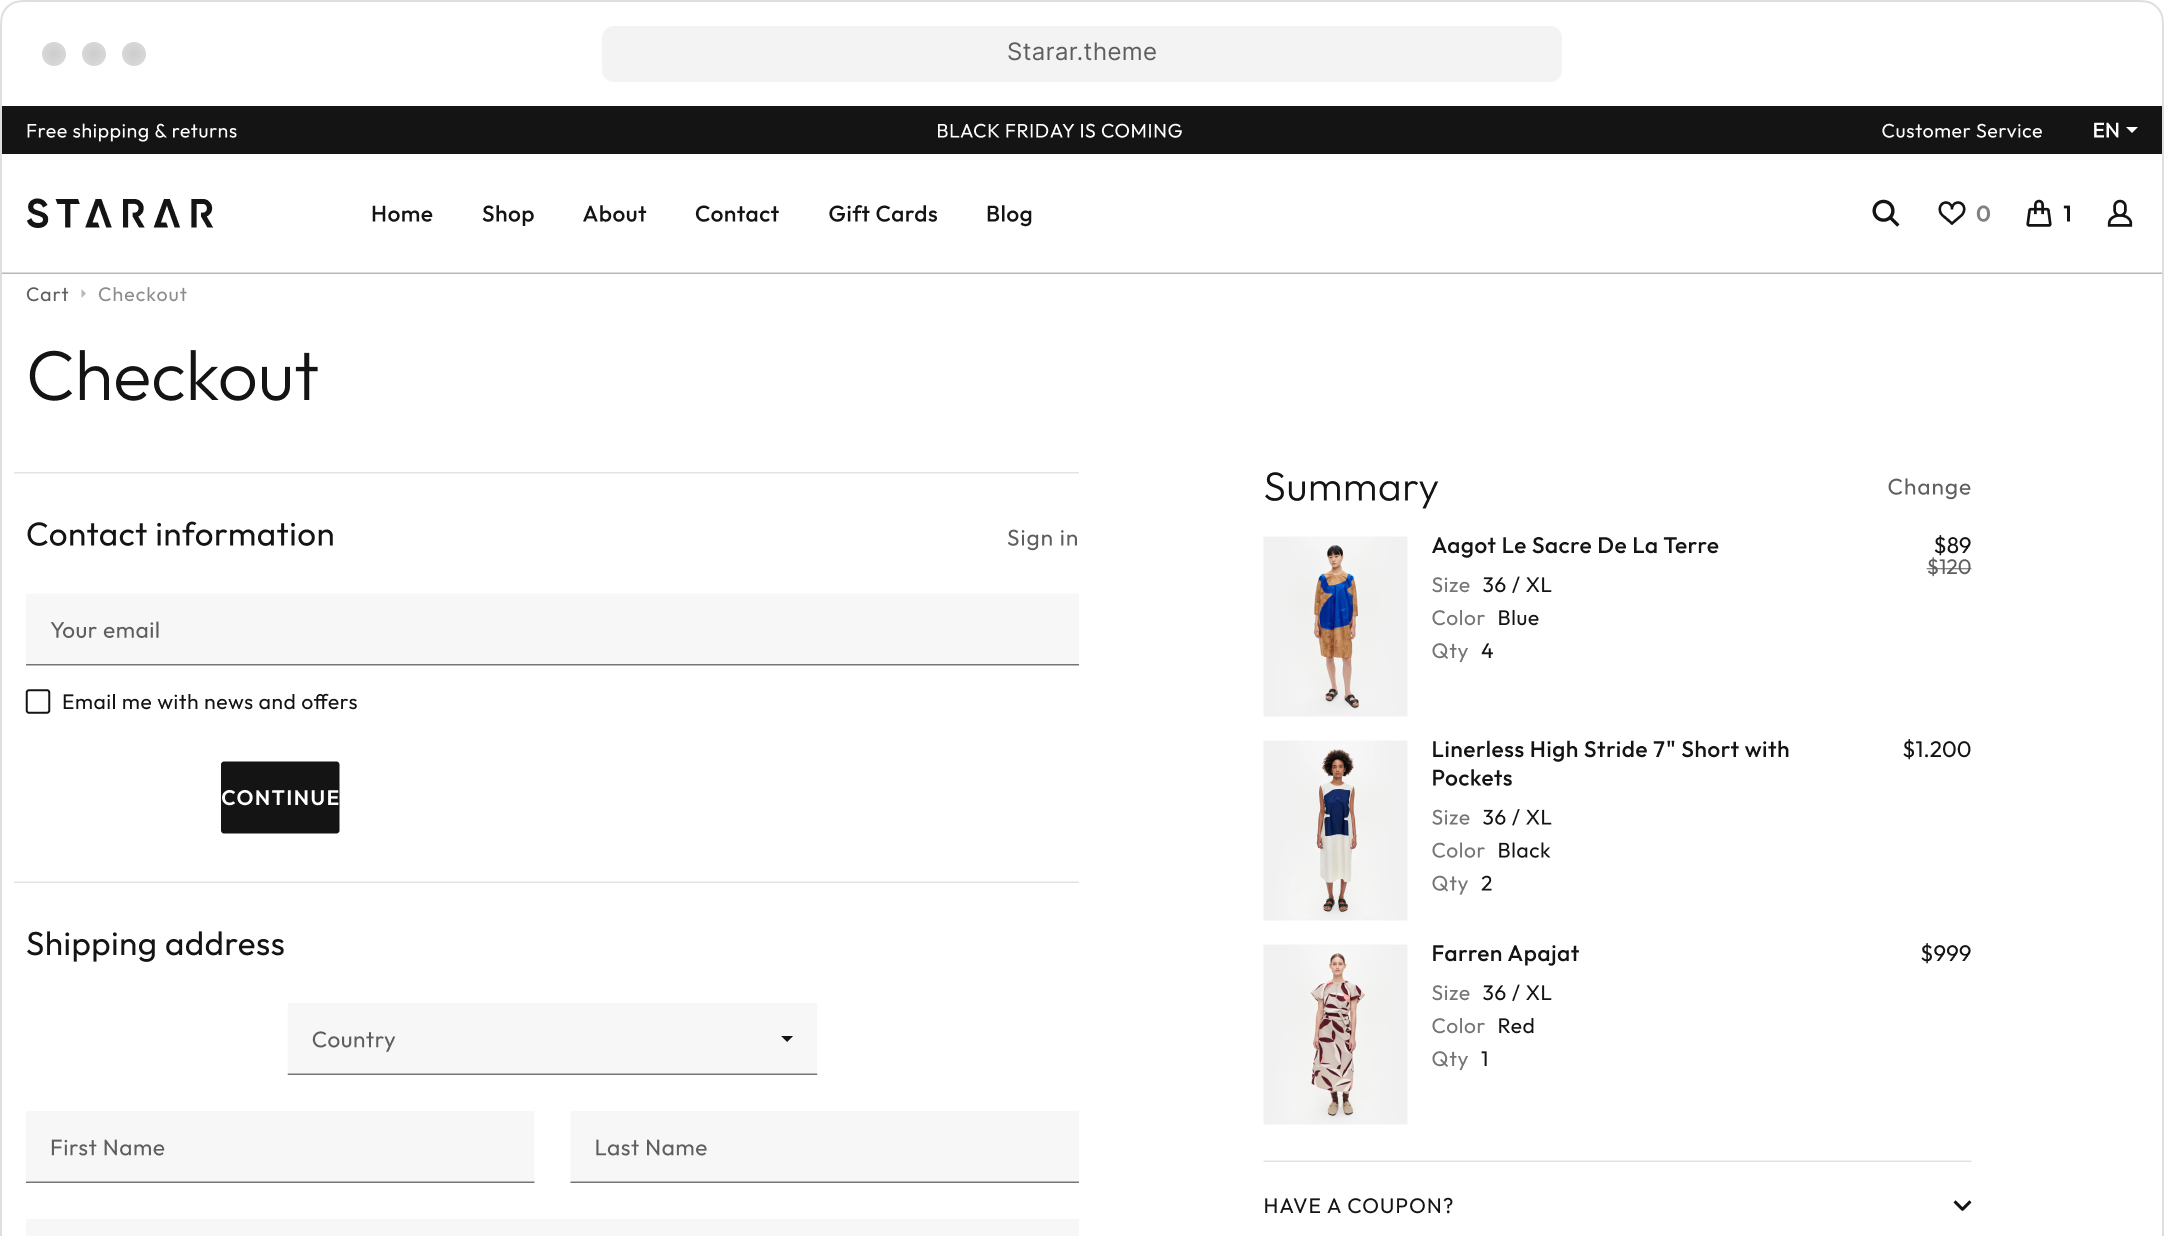 Starar.theme
Free shipping & returns
BLACK FRIDAY IS COMING
Customer Service
EN
STARAR
Home
Shop
About
Contact
Gift Cards
Blog
0
1
Cart
Checkout
Checkout
Contact information
Sign in
Your email
Email me with news and offers
CONTINUE
Shipping address
Country
First Name
Last Name
Summary
Change
Aagot Le Sacre De La Terre
$89
$120
Size 36 / XL
Color Blue
Qty 4
Linerless High Stride 7" Short with
Pockets
$1.200
Size 36 / XL
Color Black
Qty 2
Farren Apajat
$999
Size 36 / XL
Color Red
Qty 1
HAVE A COUPON?